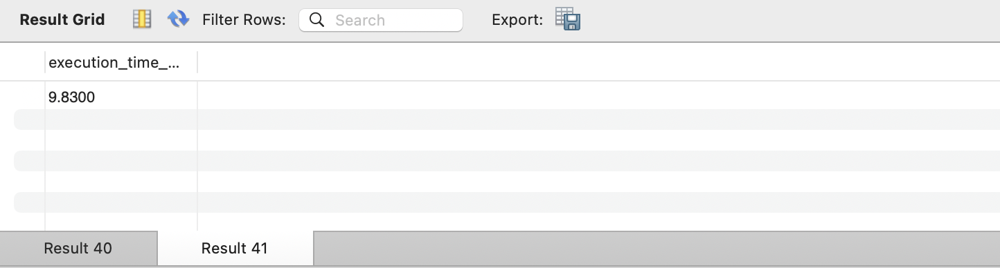 Result Grid Filter Rows: Search Export:
execution_time_...
9.8300
Result 40 Result 41